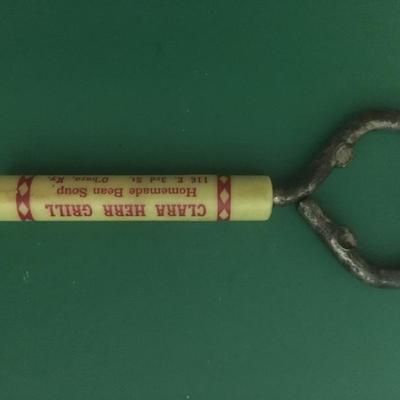 CLARA HERR GRILL
Homemade Bean Soup
116 E. 3rd St. O'boro, Ky.